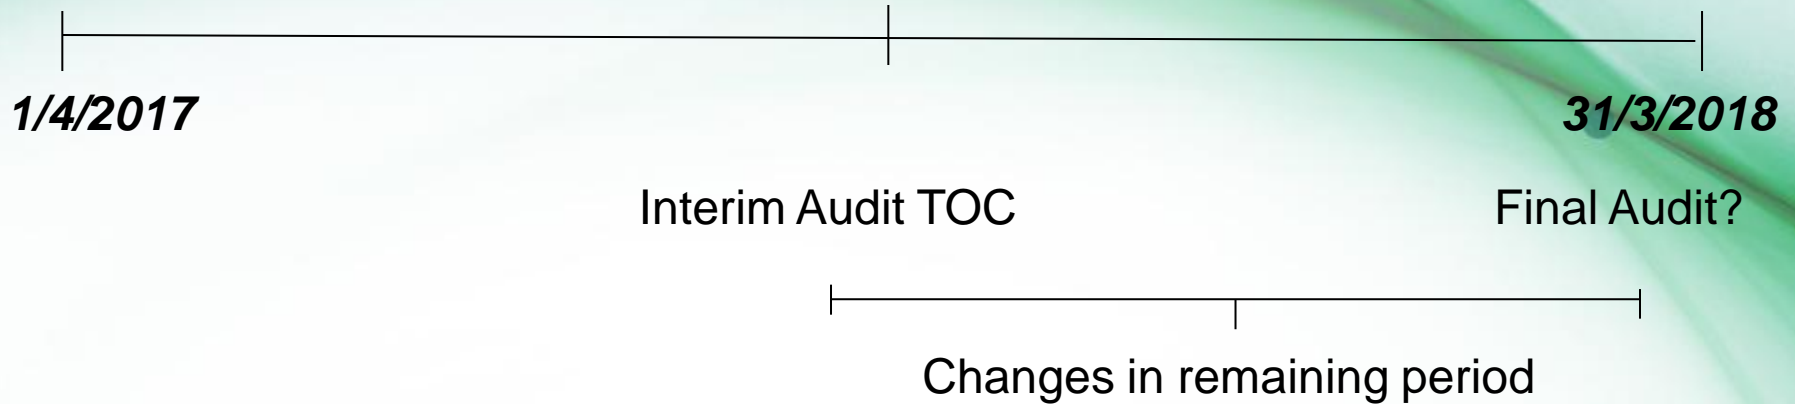 1/4/2017
31/3/2018
Interim Audit TOC
Final Audit?
Changes in remaining period